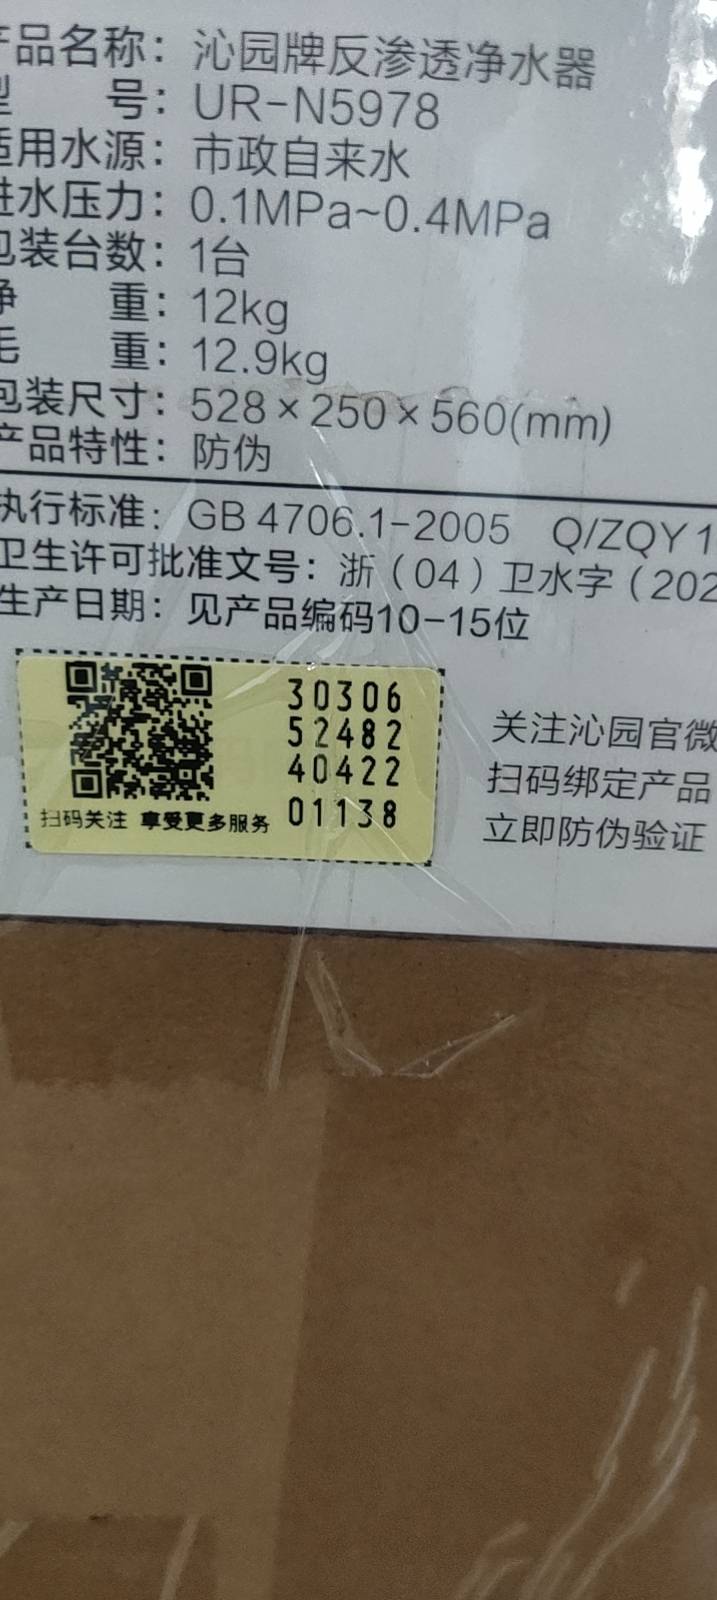 产品名称：沁园牌反渗透净水器
型 号：UR-N5978
适用水源：市政自来水
进水压力：0.1MPa~0.4MPa
包装台数：1台
净 重：12kg
毛 重：12.9kg
包装尺寸：528×250×560(mm)
产品特性：防伪
执行标准：GB 4706.1-2005 Q/ZQY 1
卫生许可批准文号：浙（04）卫水字（202
生产日期：见产品编码10-15位
30306
52482
40422
01138
扫码关注 享受更多服务
关注沁园官微
扫码绑定产品
立即防伪验证